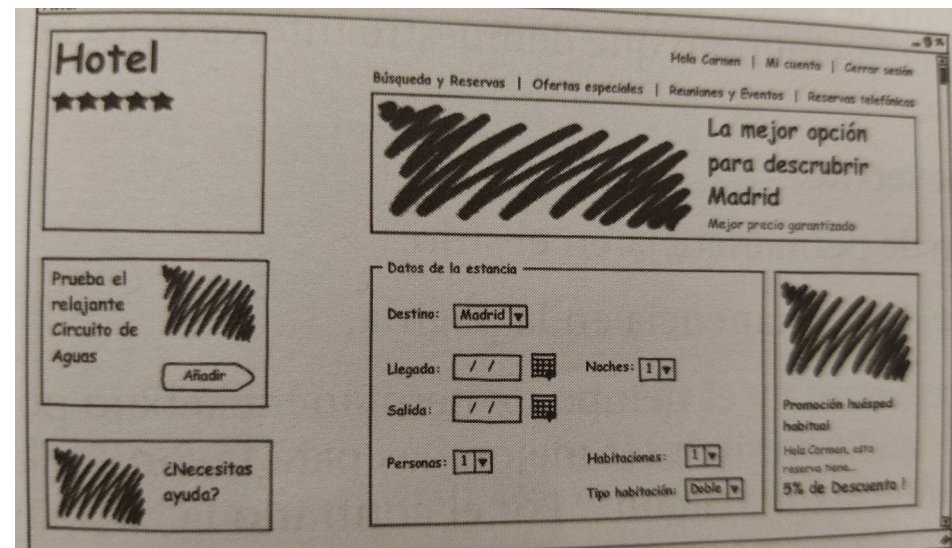 Hotel
Hola Carmen | Mi cuenta | Cerrar sesión
Búsqueda y Reservas | Ofertas especiales | Reuniones y Eventos | Reservas telefónicas
La mejor opción
para descrubrir
Madrid
Mejor precio garantizado
Prueba el
relajante
Circuito de
Aguas
Añadir
¿Necesitas
ayuda?
Datos de la estancia
Destino: Madrid
Llegada: / / Noches: 1
Salida: / /
Personas: 1 Habitaciones: 1
Tipo habitación: Doble
Promoción huésped
habitual
Hola Carmen, esta
reserva tiene...
5% de Descuento !